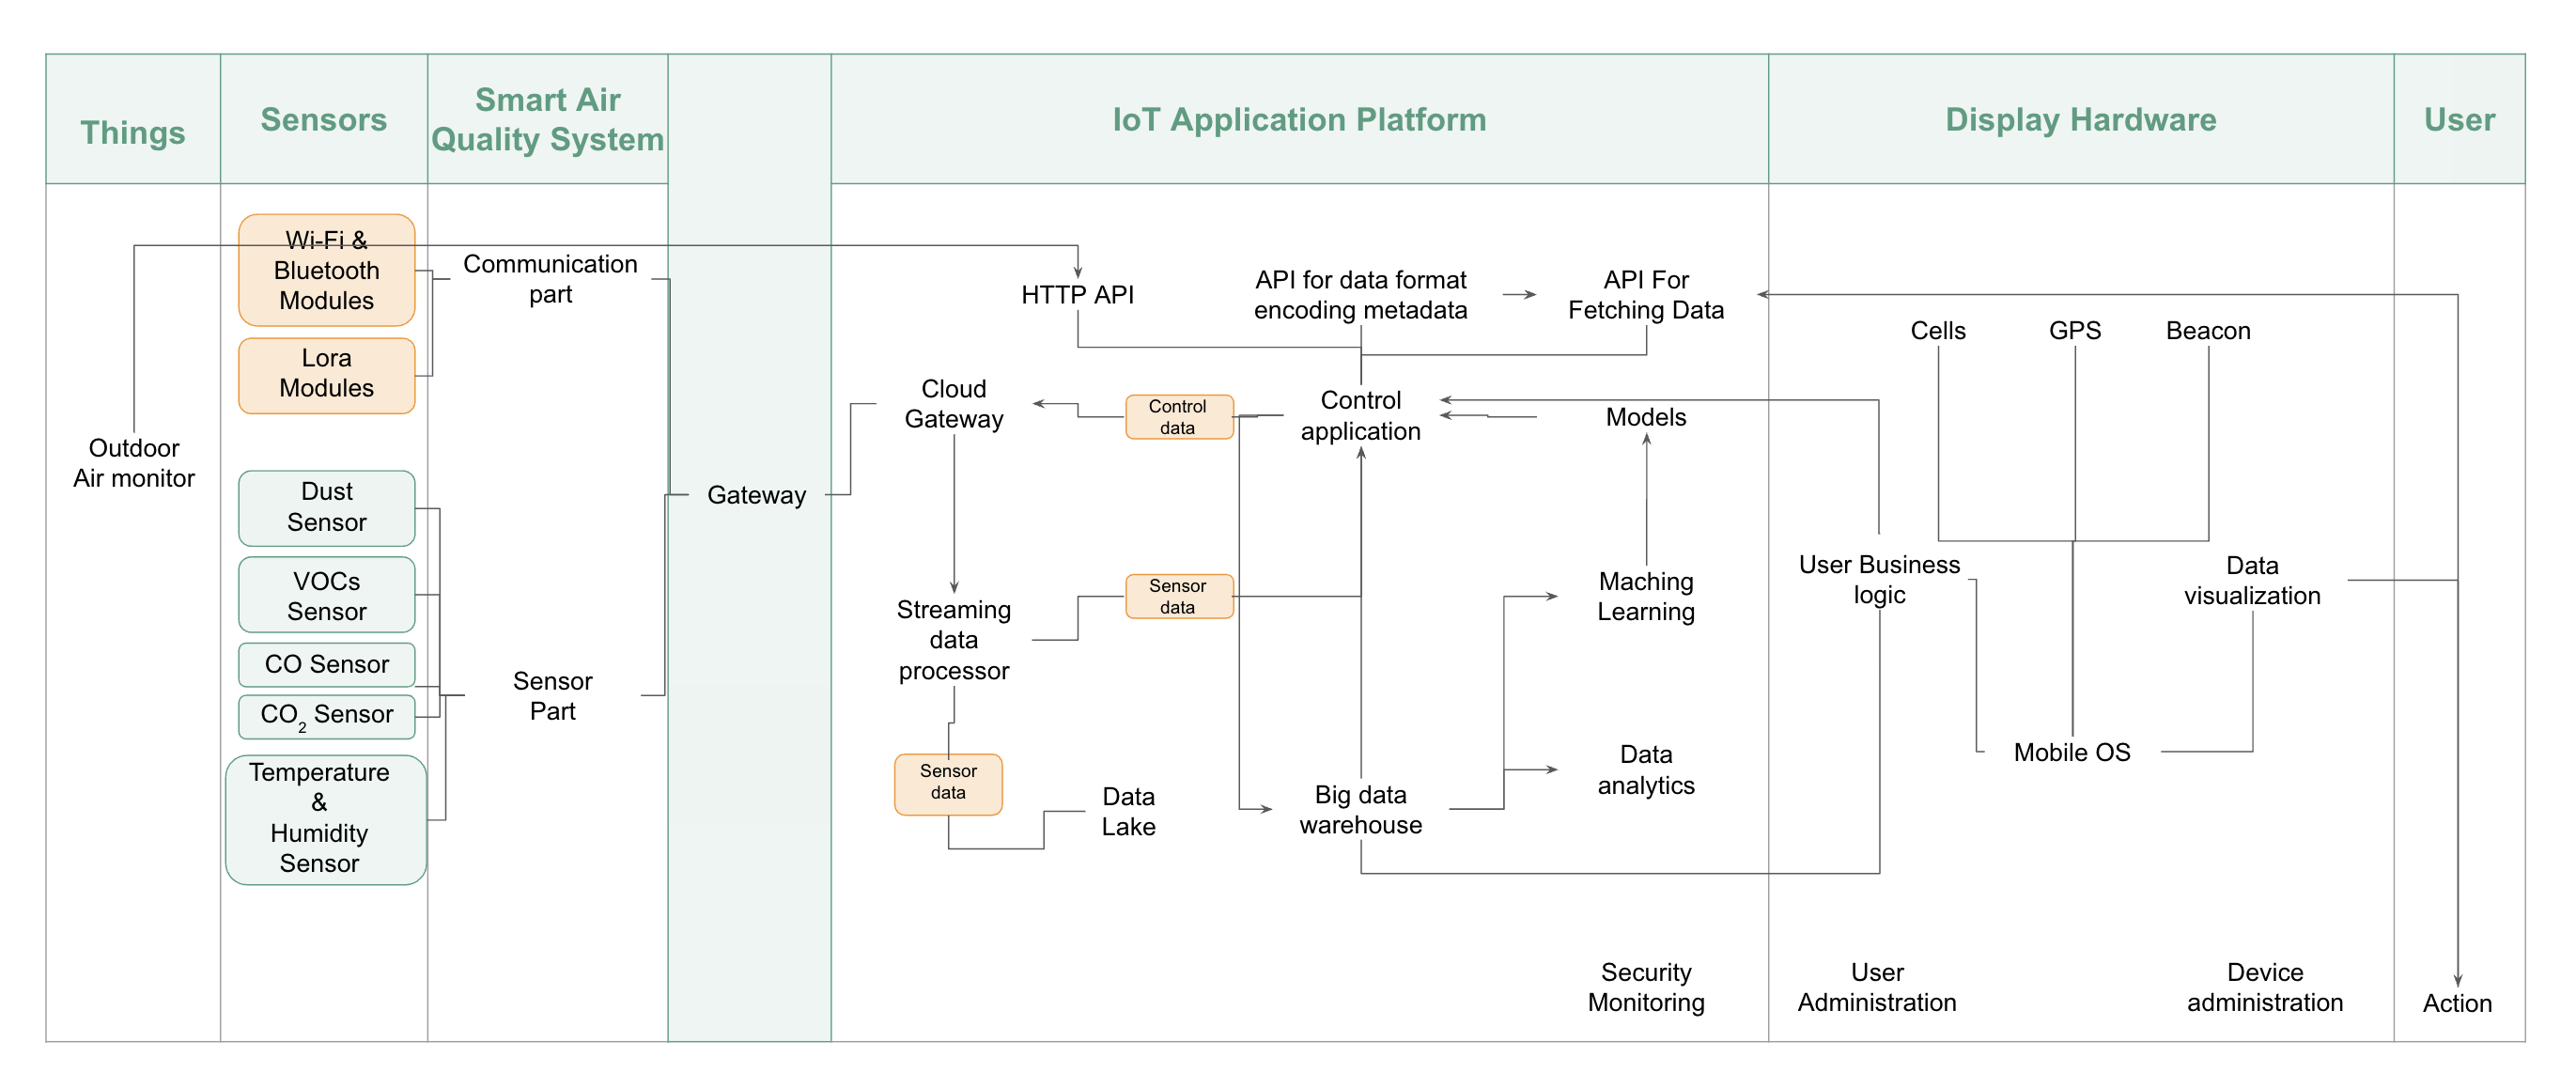 Things
Sensors
Smart Air
Quality System
IoT Application Platform
Display Hardware
User
Wi-Fi &
Bluetooth
Modules
Lora
Modules
Communication
part
Outdoor
Air monitor
Dust
Sensor
VOCs
Sensor
CO Sensor
CO2 Sensor
Temperature
&
Humidity
Sensor
Sensor
Part
Gateway
HTTP API
API for data format
encoding metadata
API For
Fetching Data
Cloud
Gateway
Control
data
Control
application
Models
Streaming
data
processor
Sensor
data
Maching
Learning
Sensor
data
Data
Lake
Big data
warehouse
Data
analytics
Security
Monitoring
Cells
GPS
Beacon
User Business
logic
Data
visualization
Mobile OS
User
Administration
Device
administration
Action